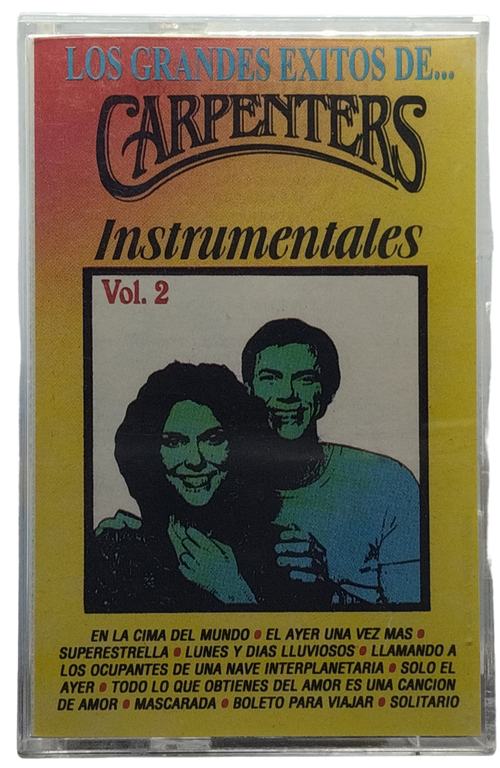 LOS GRANDES EXITOS DE...
CARPENTERS
Instrumentales
Vol. 2
EN LA CIMA DEL MUNDO • EL AYER UNA VEZ MAS •
SUPERESTRELLA • LUNES Y DIAS LLUVIOSOS • LLAMANDO A
LOS OCUPANTES DE UNA NAVE INTERPLANETARIA • SOLO EL
AYER • TODO LO QUE OBTIENES DEL AMOR ES UNA CANCION
DE AMOR • MASCARADA • BOLETO PARA VIAJAR • SOLITARIO